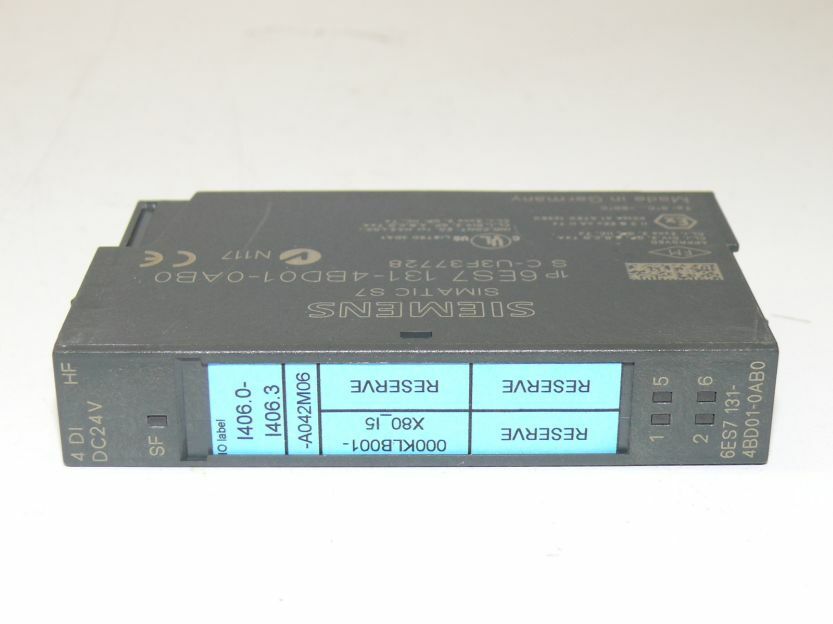 SIEMENS
SIMATIC S7
1P 6ES7 131-4BD01-0AB0
S C-U3F37728
N117
Made in Germany
4 DI
DC24V
HF
SF
IO label
I406.0-
I406.3
-A042M06
RESERVE
RESERVE
000KLB001-
X80_I5
RESERVE
1
5
2
6
6ES7 131-
4BD01-0AB0